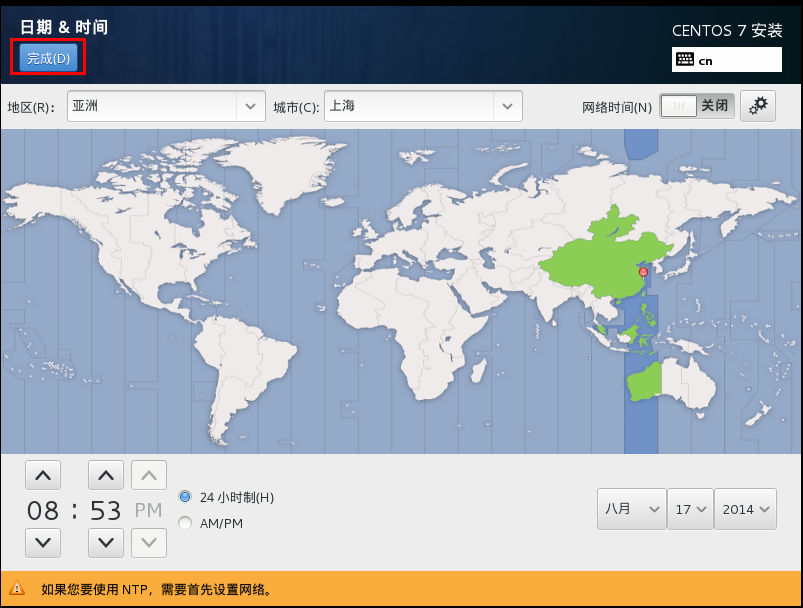 日期 & 时间
CENTOS 7 安装
完成(D)
cn
地区(R): 亚洲 城市(C): 上海 网络时间(N) 关闭
08 : 53 PM
24 小时制(H)
AM/PM
八月 17 2014
如果您要使用 NTP，需要首先设置网络。